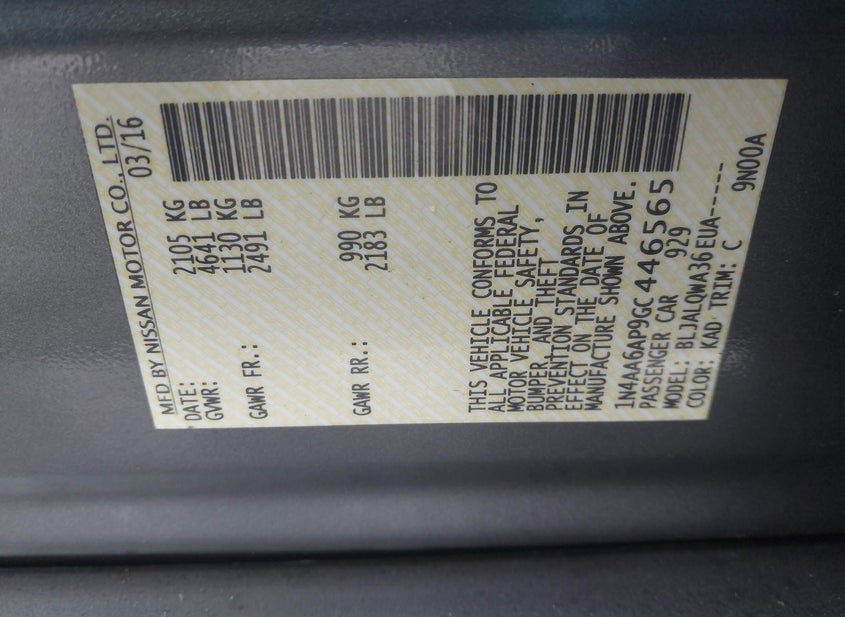 MFD BY NISSAN MOTOR CO., LTD.
DATE: 03/16
GVWR: 2105 KG
4641 LB
GAWR FR.: 1130 KG
2491 LB
GAWR RR.: 990 KG
2183 LB
THIS VEHICLE CONFORMS TO
ALL APPLICABLE FEDERAL
MOTOR VEHICLE SAFETY,
BUMPER, AND THEFT
PREVENTION STANDARDS IN
EFFECT ON THE DATE OF
MANUFACTURE SHOWN ABOVE.
1N4AA6AP9GC446565
PASSENGER CAR 929
MODEL: BLJALQWA36EUA------
COLOR: KAD TRIM: C 9N00A